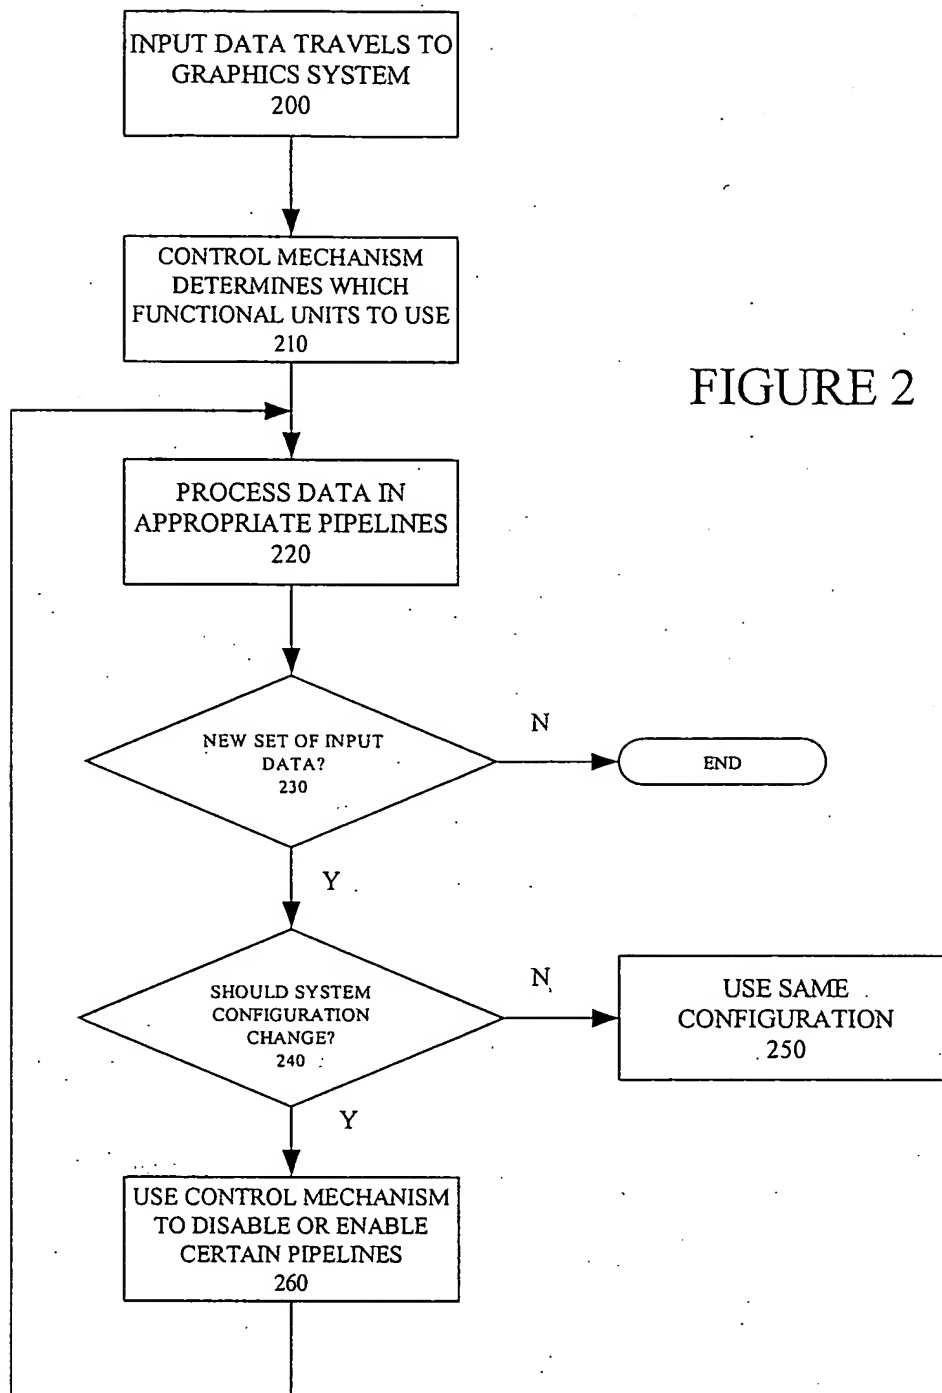 INPUT DATA TRAVELS TO
GRAPHICS SYSTEM
200
CONTROL MECHANISM
DETERMINES WHICH
FUNCTIONAL UNITS TO USE
210
FIGURE 2
PROCESS DATA IN
APPROPRIATE PIPELINES
220
NEW SET OF INPUT
DATA?
230
N
END
Y
SHOULD SYSTEM
CONFIGURATION
CHANGE?
240
N
USE SAME
CONFIGURATION
250
Y
USE CONTROL MECHANISM
TO DISABLE OR ENABLE
CERTAIN PIPELINES
260